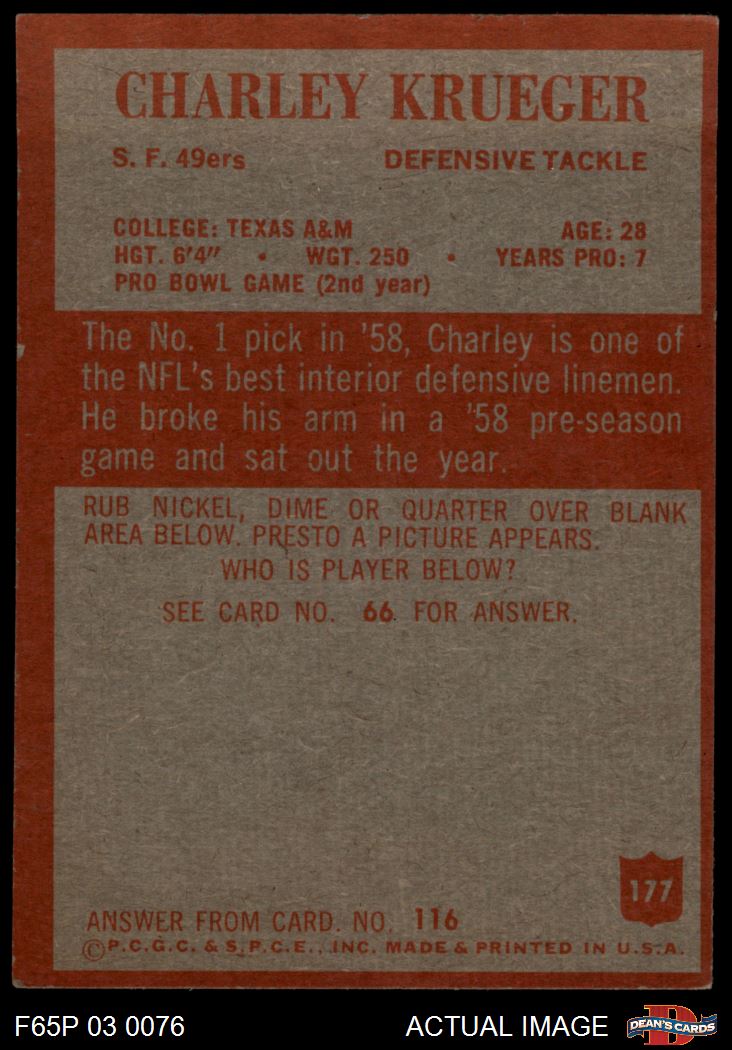 CHARLEY KRUEGER
S. F. 49ers DEFENSIVE TACKLE
COLLEGE: TEXAS A&M AGE: 28
HGT. 6'4" • WGT. 250 • YEARS PRO: 7
PRO BOWL GAME (2nd year)
The No. 1 pick in '58, Charley is one of
the NFL's best interior defensive linemen.
He broke his arm in a '58 pre-season
game and sat out the year.
RUB NICKEL, DIME OR QUARTER OVER BLANK
AREA BELOW. PRESTO A PICTURE APPEARS.
WHO IS PLAYER BELOW?
SEE CARD NO. 66 FOR ANSWER.
177
ANSWER FROM CARD. NO. 116
©P.C.G.C. & S.P.C.E., INC. MADE & PRINTED IN U.S.A.
F65P 03 0076 ACTUAL IMAGE D DEAN'S CARDS